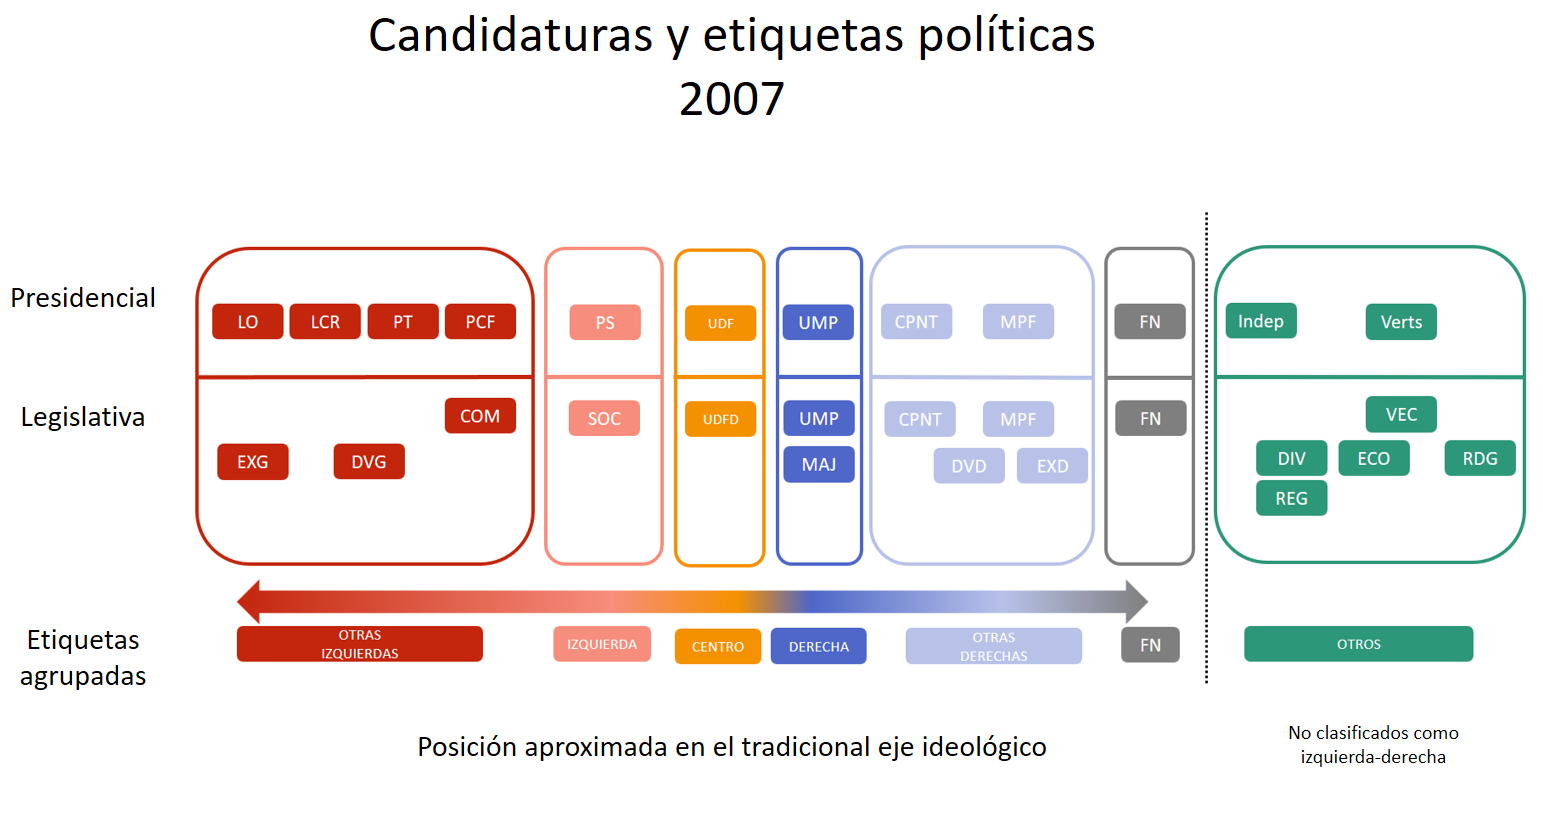 Candidaturas y etiquetas políticas
2007
Presidencial
LO LCR PT PCF PS UDF UMP CPNT MPF FN Indep Verts
Legislativa
COM SOC UDFD UMP CPNT MPF FN VEC
EXG DVG MAJ DVD EXD DIV ECO RDG
REG
Etiquetas
agrupadas
OTRAS
IZQUIERDAS
IZQUIERDA
CENTRO
DERECHA
OTRAS
DERECHAS
FN
OTROS
Posición aproximada en el tradicional eje ideológico
No clasificados como
izquierda-derecha